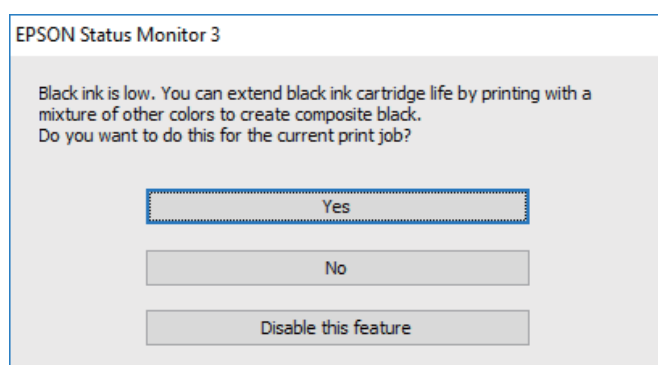 EPSON Status Monitor 3
Black ink is low. You can extend black ink cartridge life by printing with a
mixture of other colors to create composite black.
Do you want to do this for the current print job?
Yes
No
Disable this feature